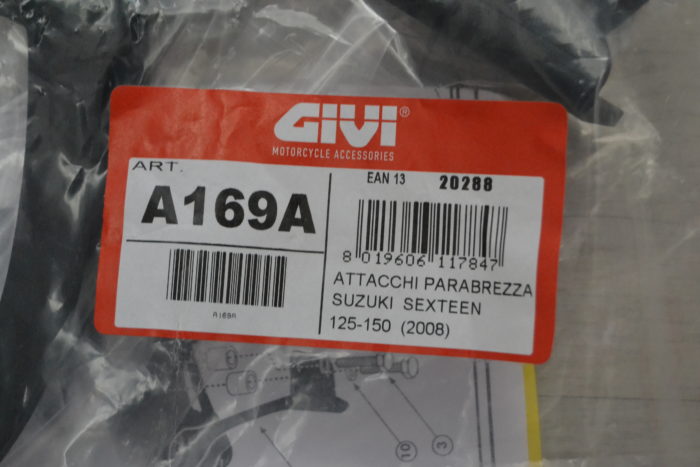 GIVI®
MOTORCYCLE ACCESSORIES
ART.
A169A
A169A
EAN 13 20288
8 019606 117847
ATTACCHI PARABREZZA
SUZUKI SEXTEEN
125-150 (2008)
10
3